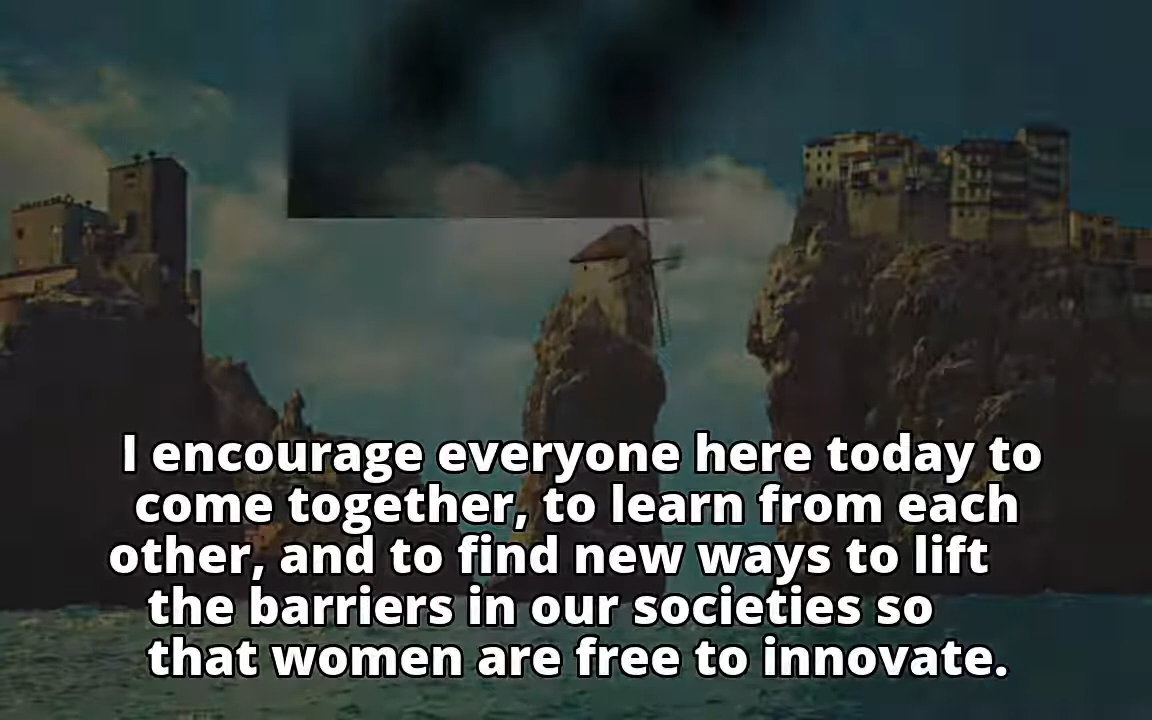 I encourage everyone here today to
come together, to learn from each
other, and to find new ways to lift
the barriers in our societies so
that women are free to innovate.